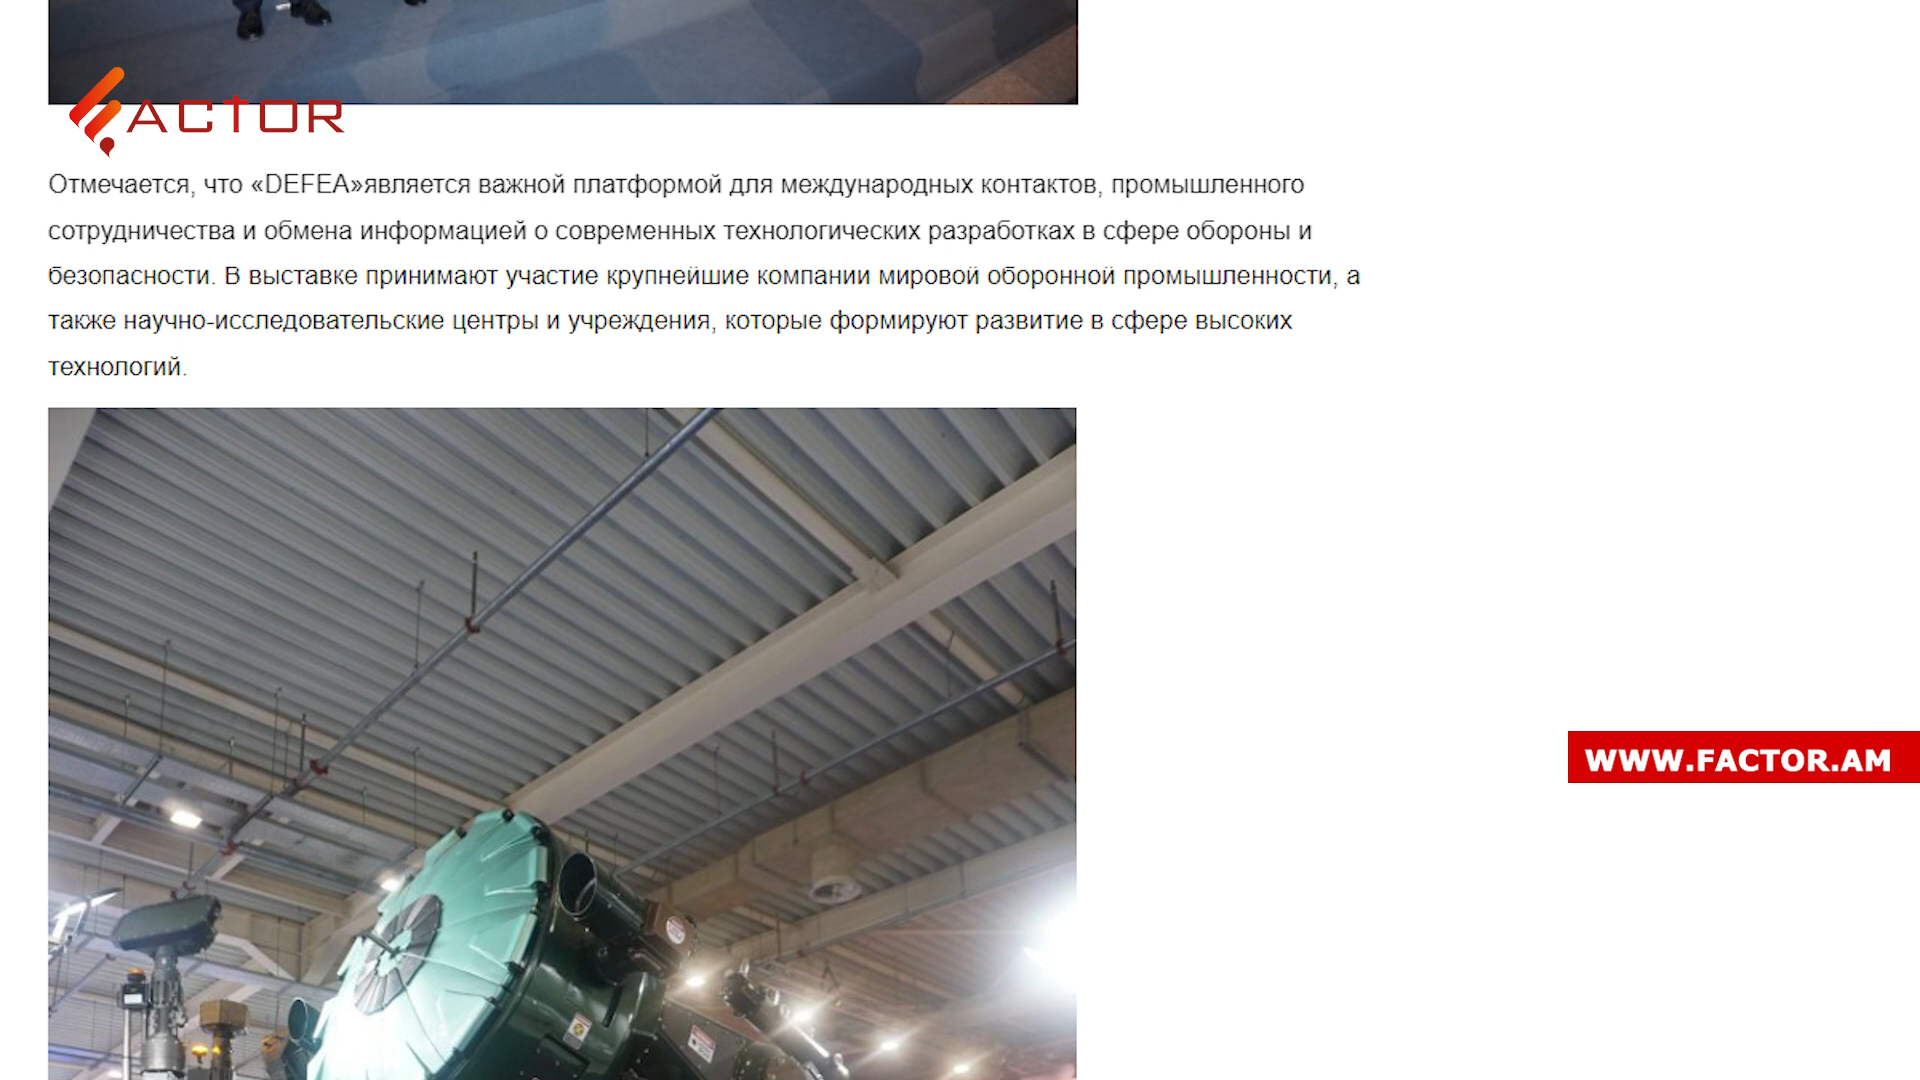 ACTOR
Отмечается, что «DEFEA»является важной платформой для международных контактов, промышленного
сотрудничества и обмена информацией о современных технологических разработках в сфере обороны и
безопасности. В выставке принимают участие крупнейшие компании мировой оборонной промышленности, а
также научно-исследовательские центры и учреждения, которые формируют развитие в сфере высоких
технологий.
WWW.FACTOR.AM